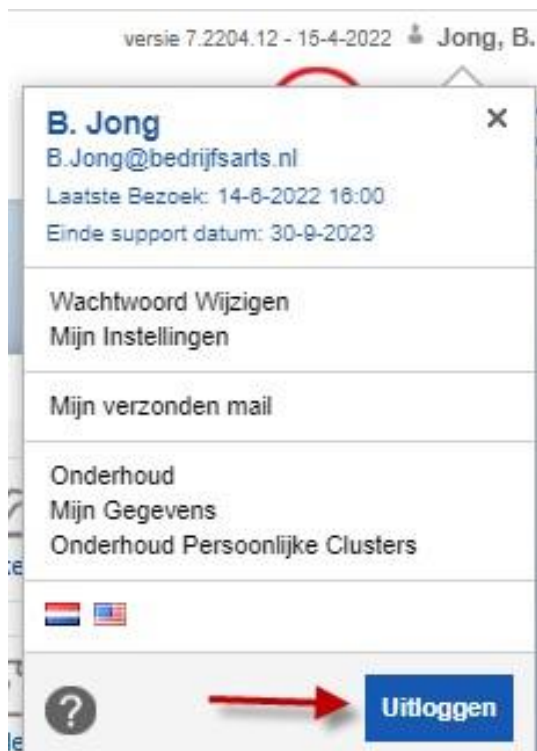 versie 7.2204.12 - 15-4-2022 Jong, B.
B. Jong
B.Jong@bedrijfsarts.nl
Laatste Bezoek: 14-6-2022 16:00
Einde support datum: 30-9-2023
Wachtwoord Wijzigen
Mijn Instellingen
Mijn verzonden mail
Onderhoud
Mijn Gegevens
Onderhoud Persoonlijke Clusters
?
Uitloggen